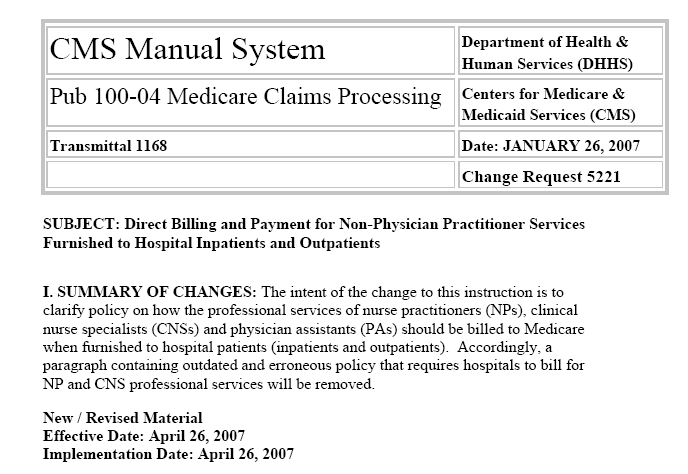 CMS Manual System
Department of Health &
Human Services (DHHS)
Pub 100-04 Medicare Claims Processing
Centers for Medicare &
Medicaid Services (CMS)
Transmittal 1168
Date: JANUARY 26, 2007
Change Request 5221
SUBJECT: Direct Billing and Payment for Non-Physician Practitioner Services
Furnished to Hospital Inpatients and Outpatients
I. SUMMARY OF CHANGES: The intent of the change to this instruction is to
clarify policy on how the professional services of nurse practitioners (NPs), clinical
nurse specialists (CNSs) and physician assistants (PAs) should be billed to Medicare
when furnished to hospital patients (inpatients and outpatients). Accordingly, a
paragraph containing outdated and erroneous policy that requires hospitals to bill for
NP and CNS professional services will be removed.
New / Revised Material
Effective Date: April 26, 2007
Implementation Date: April 26, 2007